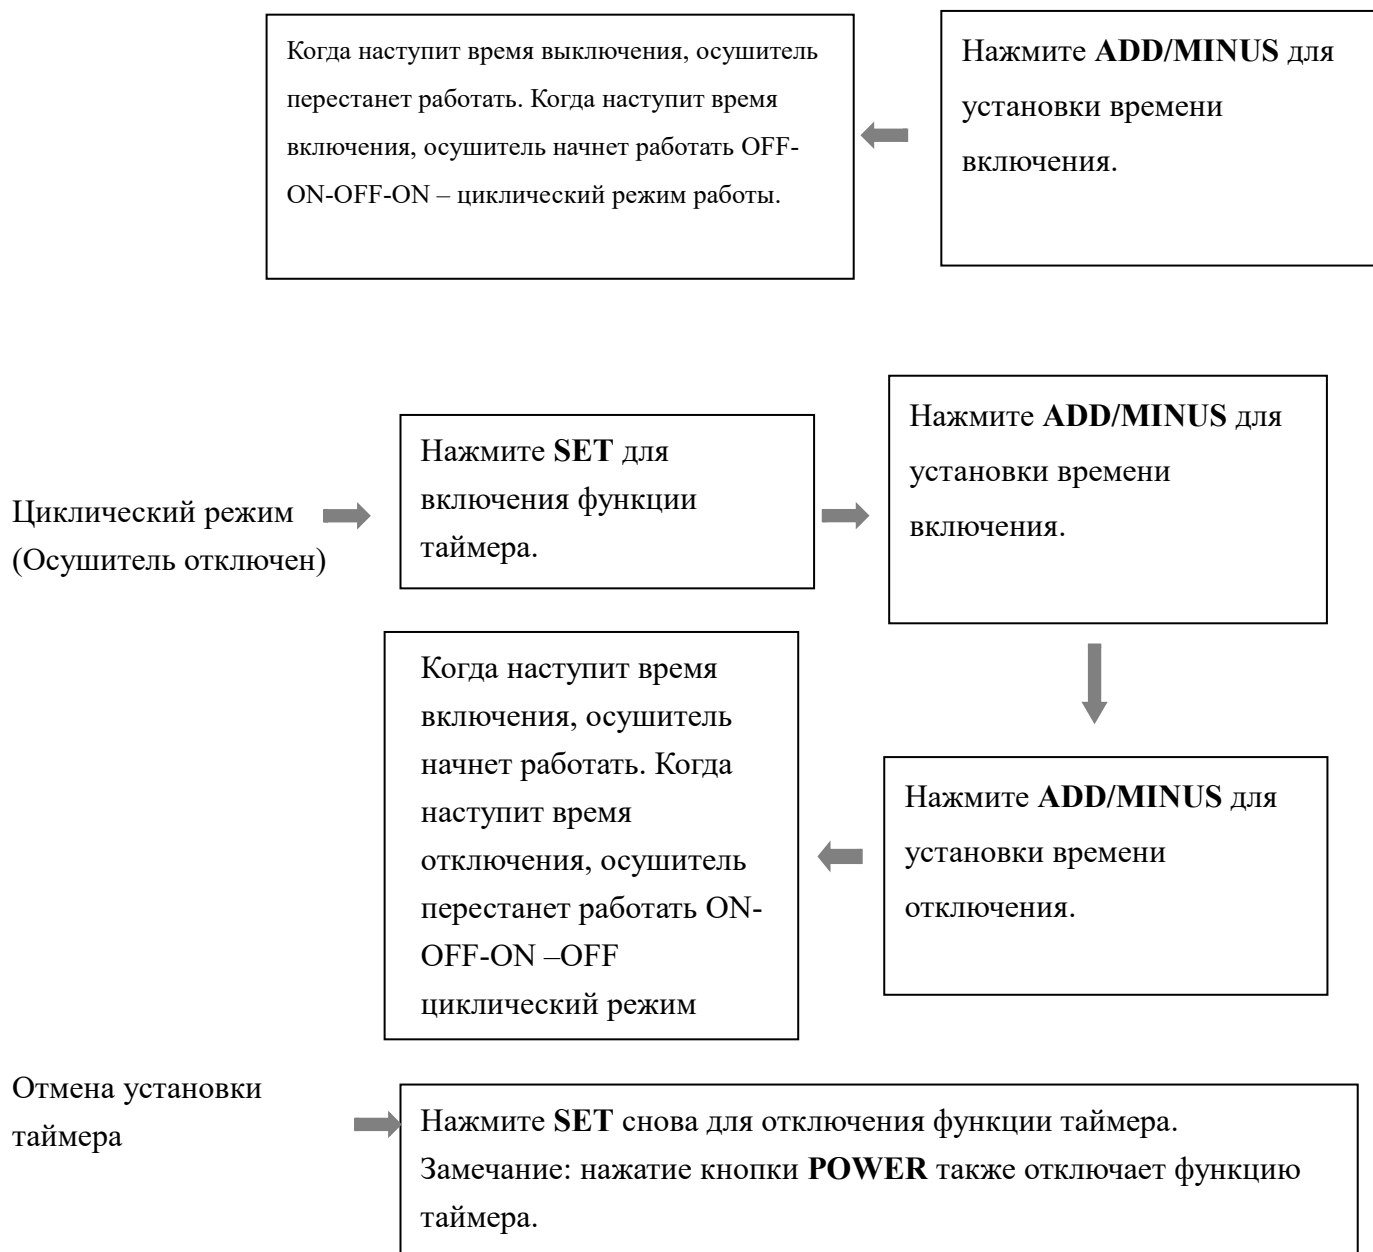 Нажмите ADD/MINUS для
установки времени
включения.
Когда наступит время выключения, осушитель
перестанет работать. Когда наступит время
включения, осушитель начнет работать OFF-
ON-OFF-ON – циклический режим работы.
Циклический режим
(Осушитель отключен)
Нажмите SET для
включения функции
таймера.
Нажмите ADD/MINUS для
установки времени
включения.
Нажмите ADD/MINUS для
установки времени
отключения.
Когда наступит время
включения, осушитель
начнет работать. Когда
наступит время
отключения, осушитель
перестанет работать ON-
OFF-ON –OFF
циклический режим
Отмена установки
таймера
Нажмите SET снова для отключения функции таймера.
Замечание: нажатие кнопки POWER также отключает функцию
таймера.